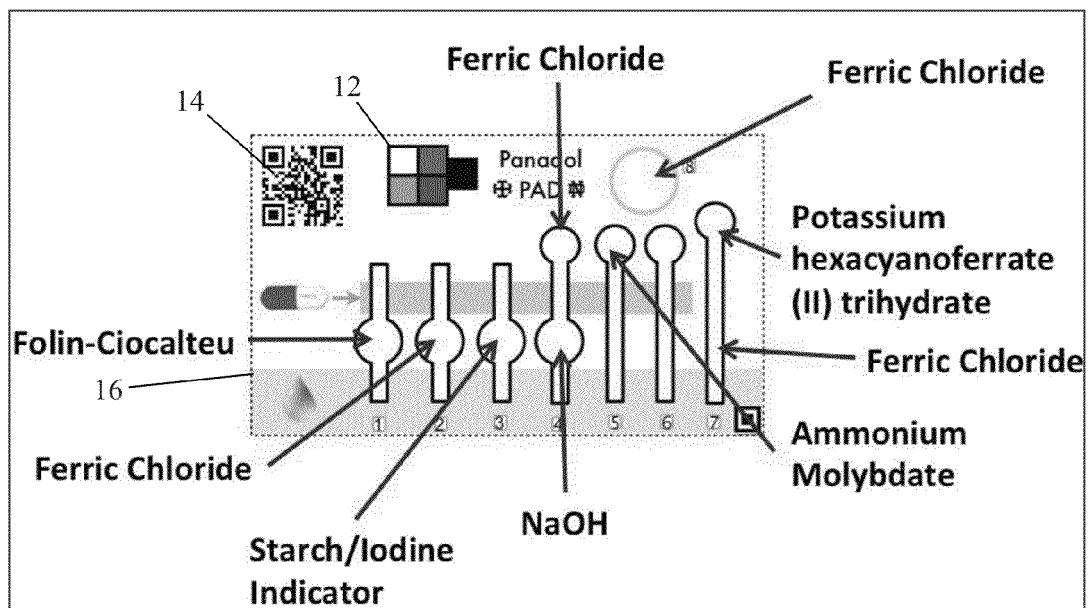 Ferric Chloride
Ferric Chloride
14
12
Panadol
PAD
8
Potassium
hexacyanoferrate
(II) trihydrate
Folin-Ciocalteu
Ferric Chloride
16
1 2 3 4 5 6 7
Ammonium
Molybdate
Ferric Chloride
NaOH
Starch/Iodine
Indicator